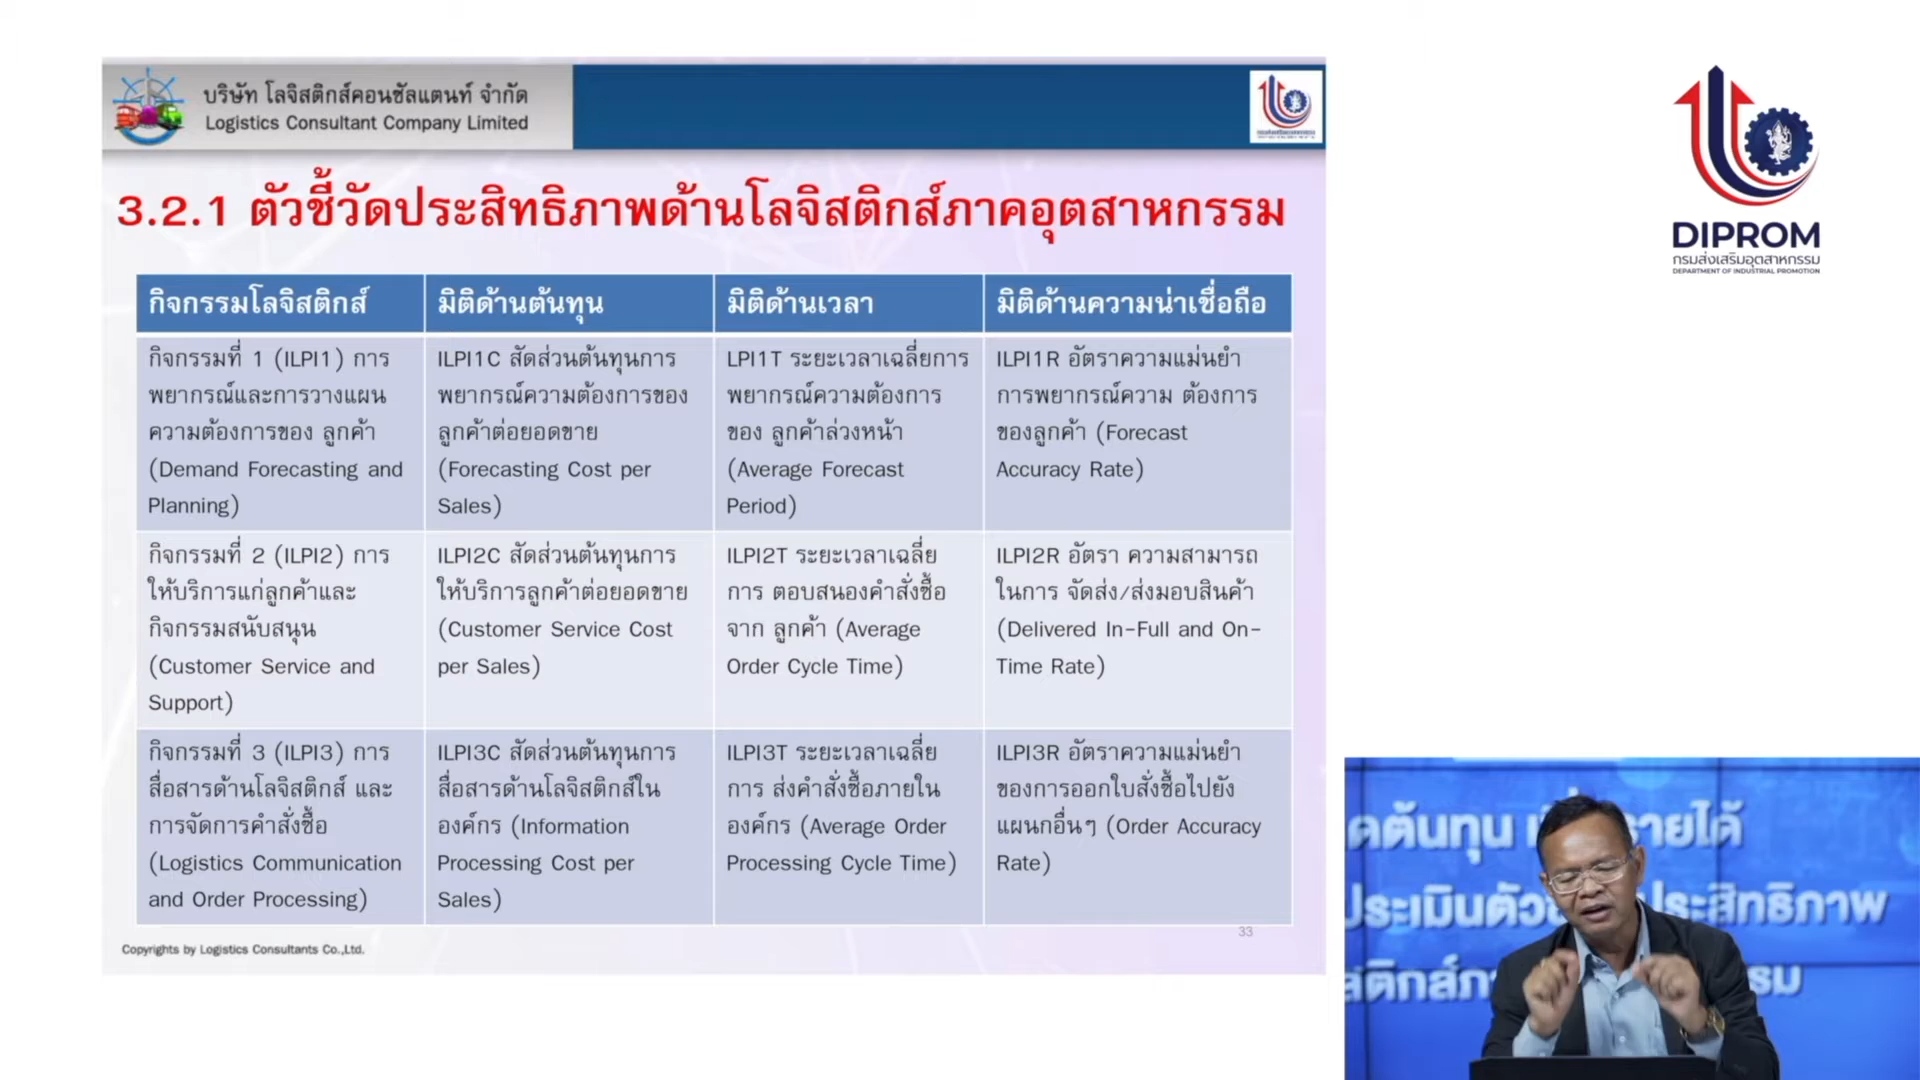 บริษัท โลจิสติกส์คอนซัลแตนท์ จำกัด
Logistics Consultant Company Limited
DIPROM
กรมส่งเสริมอุตสาหกรรม
DEPARTMENT OF INDUSTRIAL PROMOTION
3.2.1 ตัวชี้วัดประสิทธิภาพด้านโลจิสติกส์ภาคอุตสาหกรรม
กิจกรรมโลจิสติกส์
มิติด้านต้นทุน
มิติด้านเวลา
มิติด้านความน่าเชื่อถือ
กิจกรรมที่ 1 (ILPI1) การ
พยากรณ์และการวางแผน
ความต้องการของ ลูกค้า
(Demand Forecasting and
Planning)
ILPI1C สัดส่วนต้นทุนการ
พยากรณ์ความต้องการของ
ลูกค้าต่อยอดขาย
(Forecasting Cost per
Sales)
LPI1T ระยะเวลาเฉลี่ยการ
พยากรณ์ความต้องการ
ของ ลูกค้าล่วงหน้า
(Average Forecast
Period)
ILPI1R อัตราความแม่นยำ
การพยากรณ์ความ ต้องการ
ของลูกค้า (Forecast
Accuracy Rate)
กิจกรรมที่ 2 (ILPI2) การ
ให้บริการแก่ลูกค้าและ
กิจกรรมสนับสนุน
(Customer Service and
Support)
ILPI2C สัดส่วนต้นทุนการ
ให้บริการลูกค้าต่อยอดขาย
(Customer Service Cost
per Sales)
ILPI2T ระยะเวลาเฉลี่ย
การ ตอบสนองคำสั่งซื้อ
จาก ลูกค้า (Average
Order Cycle Time)
ILPI2R อัตรา ความสามารถ
ในการ จัดส่ง/ส่งมอบสินค้า
(Delivered In-Full and On-
Time Rate)
กิจกรรมที่ 3 (ILPI3) การ
สื่อสารด้านโลจิสติกส์ และ
การจัดการคำสั่งซื้อ
(Logistics Communication
and Order Processing)
ILPI3C สัดส่วนต้นทุนการ
สื่อสารด้านโลจิสติกส์ใน
องค์กร (Information
Processing Cost per
Sales)
ILPI3T ระยะเวลาเฉลี่ย
การ ส่งคำสั่งซื้อภายใน
องค์กร (Average Order
Processing Cycle Time)
ILPI3R อัตราความแม่นยำ
ของการออกใบสั่งซื้อไปยัง
แผนกอื่นๆ (Order Accuracy
Rate)
33
Copyrights by Logistics Consultants Co.,Ltd.
ดต้นทุน รายได้
ประเมินตัว ประสิทธิภาพ
สติกส์ภา รม